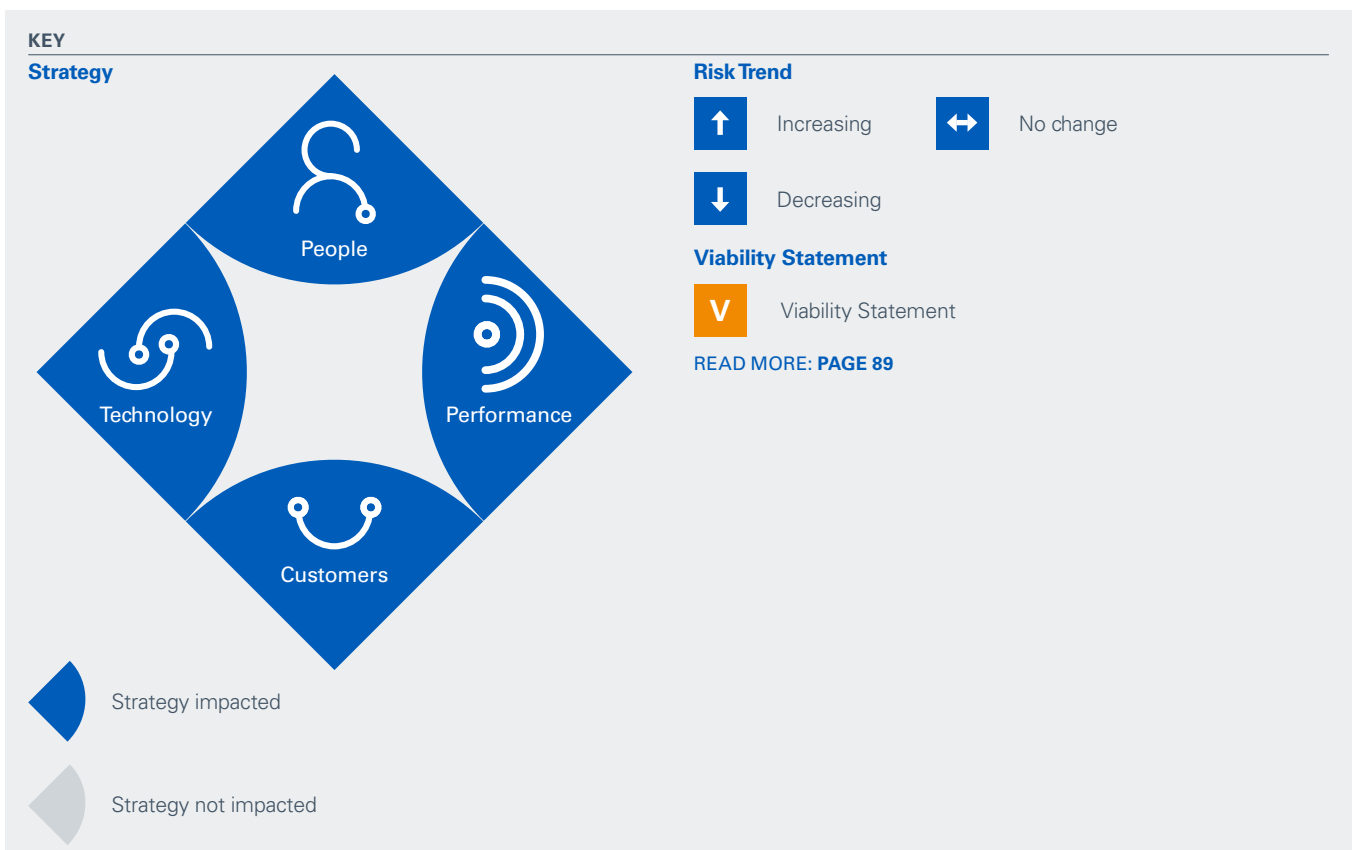 KEY
Strategy
People
Technology
Performance
Customers
Strategy impacted
Strategy not impacted
Risk Trend
Increasing
No change
Decreasing
Viability Statement
V
Viability Statement
READ MORE: PAGE 89